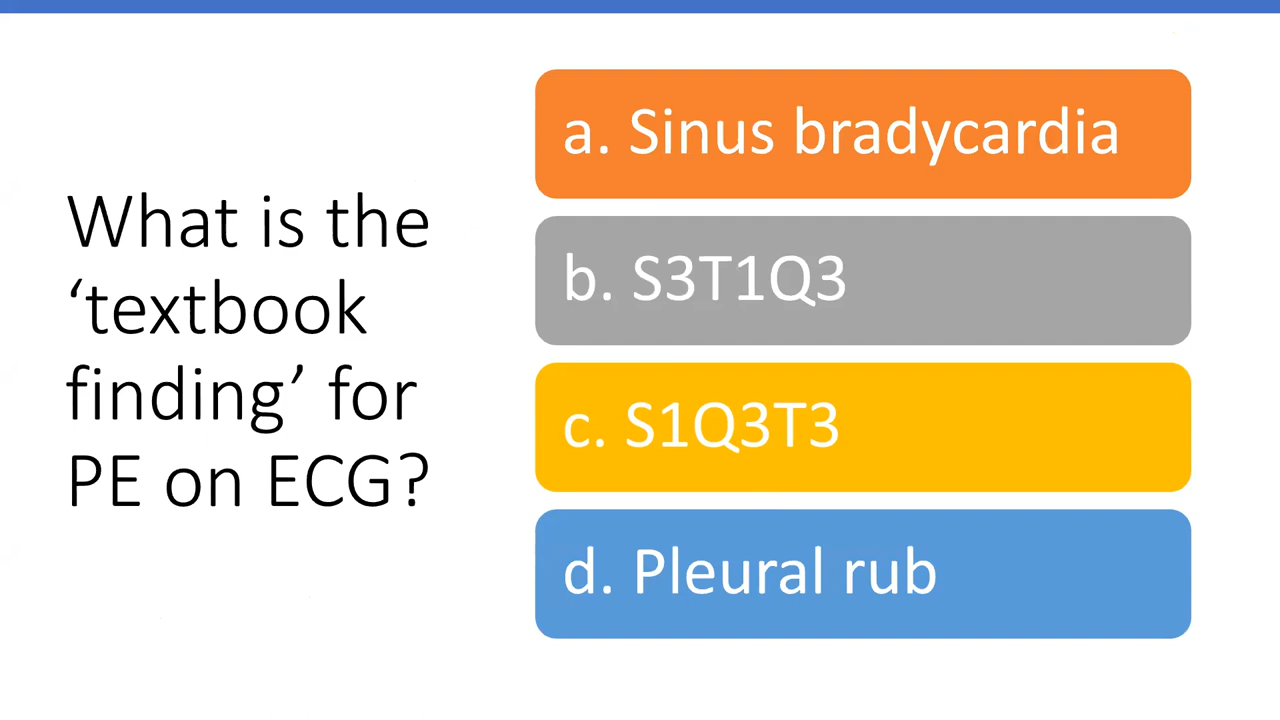 What is the
‘textbook
finding’ for
PE on ECG?
a. Sinus bradycardia
b. S3T1Q3
c. S1Q3T3
d. Pleural rub